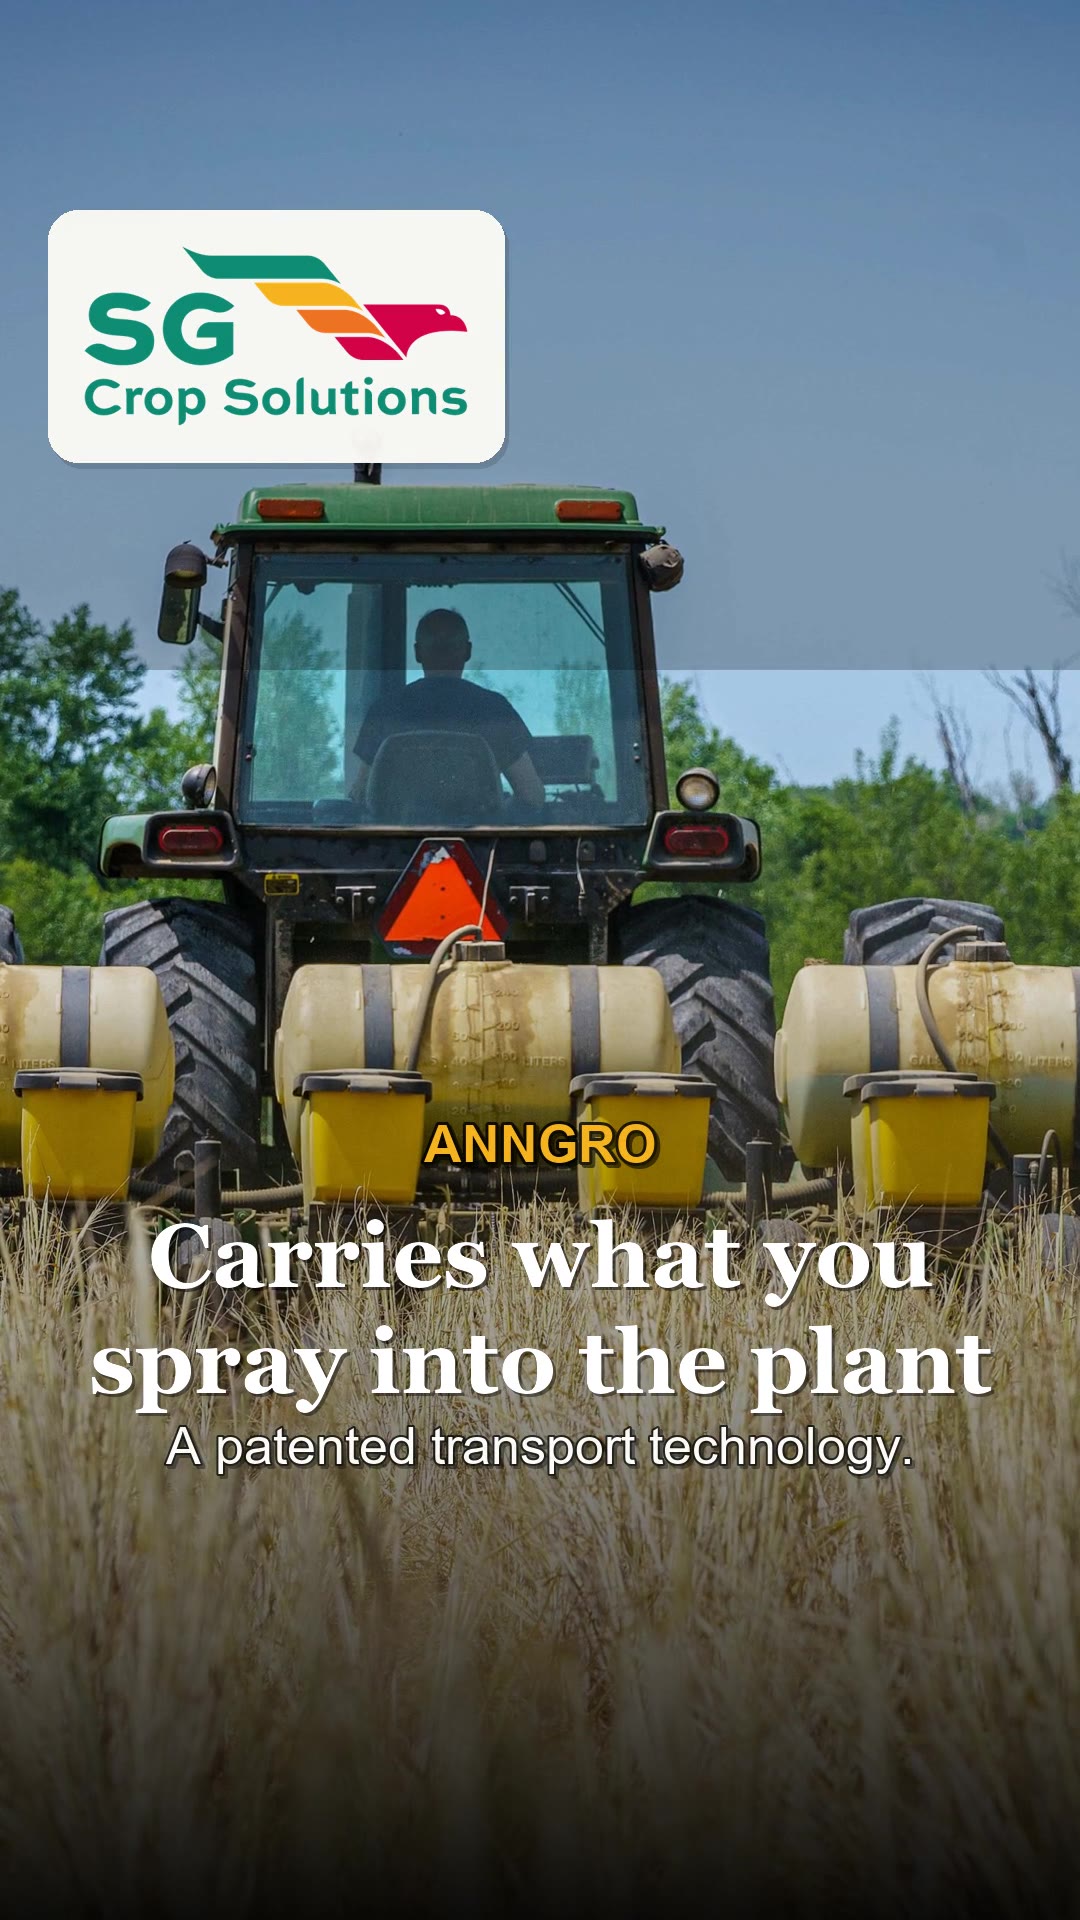 SG
Crop Solutions
ANNGRO
Carries what you
spray into the plant
A patented transport technology.